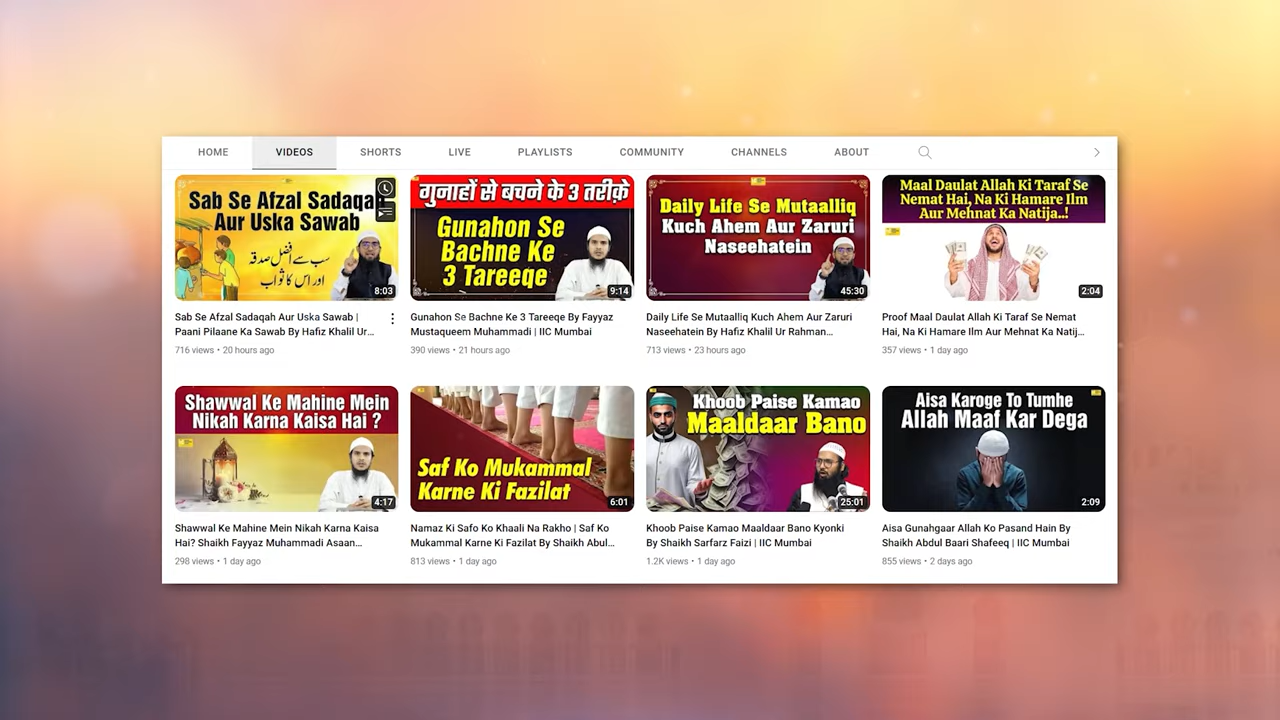 HOME VIDEOS SHORTS LIVE PLAYLISTS COMMUNITY CHANNELS ABOUT
Sab Se Afzal Sadaqah
Aur Uska Sawab
سب سے افضل صدقہ
اور اس کا ثواب
8:03
गुनाहों से बचने के 3 तरीक़े
Gunahon Se
Bachne Ke
3 Tareeqe
9:14
Daily Life Se Mutaalliq
Kuch Ahem Aur Zaruri
Naseehatein
45:30
Maal Daulat Allah Ki Taraf Se
Nemat Hai, Na Ki Hamare Ilm
Aur Mehnat Ka Natija..!
2:04
Sab Se Afzal Sadaqah Aur Uska Sawab |
Paani Pilaane Ka Sawab By Hafiz Khalil Ur...
716 views • 20 hours ago
Gunahon Se Bachne Ke 3 Tareeqe By Fayyaz
Mustaqueem Muhammadi | IIC Mumbai
390 views • 21 hours ago
Daily Life Se Mutaalliq Kuch Ahem Aur Zaruri
Naseehatein By Hafiz Khalil Ur Rahman...
713 views • 23 hours ago
Proof Maal Daulat Allah Ki Taraf Se Nemat
Hai, Na Ki Hamare Ilm Aur Mehnat Ka Natij...
357 views • 1 day ago
Shawwal Ke Mahine Mein
Nikah Karna Kaisa Hai ?
4:17
Saf Ko Mukammal
Karne Ki Fazilat
6:01
Khoob Paise Kamao
Maaldaar Bano
25:01
Aisa Karoge To Tumhe
Allah Maaf Kar Dega
2:09
Shawwal Ke Mahine Mein Nikah Karna Kaisa
Hai? Shaikh Fayyaz Muhammadi Asaan...
298 views • 1 day ago
Namaz Ki Safo Ko Khaali Na Rakho | Saf Ko
Mukammal Karne Ki Fazilat By Shaikh Abul...
813 views • 1 day ago
Khoob Paise Kamao Maaldaar Bano Kyonki
By Shaikh Sarfarz Faizi | IIC Mumbai
1.2K views • 1 day ago
Aisa Gunahgaar Allah Ko Pasand Hain By
Shaikh Abdul Baari Shafeeq | IIC Mumbai
855 views • 2 days ago